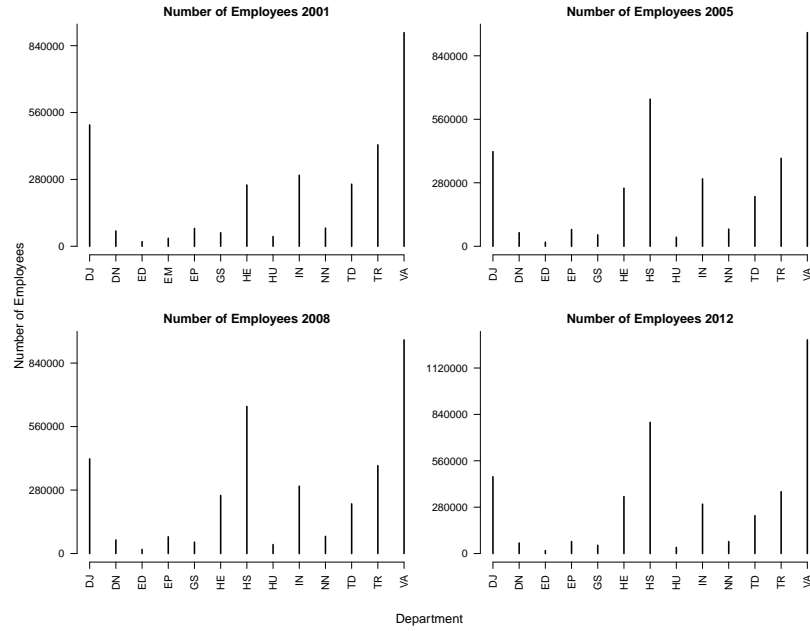 Number of Employees 2001
840000
560000
280000
0
DJ DN ED EM EP GS HE HU IN NN TD TR VA
Number of Employees 2005
840000
560000
280000
0
DJ DN ED EP GS HE HS HU IN NN TD TR VA
Number of Employees
Number of Employees 2008
840000
560000
280000
0
DJ DN ED EP GS HE HS HU IN NN TD TR VA
Number of Employees 2012
1120000
840000
560000
280000
0
DJ DN ED EP GS HE HS HU IN NN TD TR VA
Department